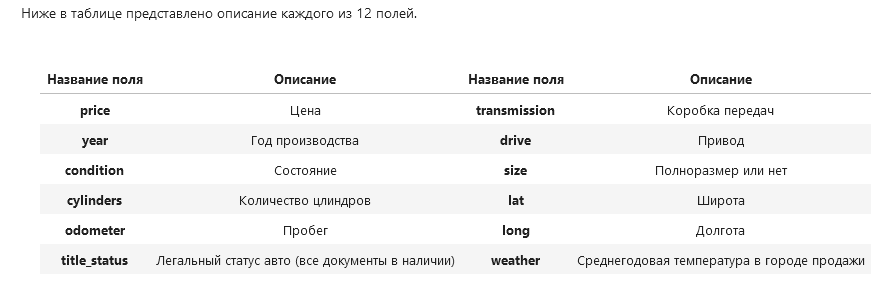 Ниже в таблице представлено описание каждого из 12 полей.
Название поля Описание Название поля Описание
price Цена transmission Коробка передач
year Год производства drive Привод
condition Состояние size Полноразмер или нет
cylinders Количество цлиндров lat Широта
odometer Пробег long Долгота
title_status Легальный статус авто (все документы в наличии) weather Среднегодовая температура в городе продажи